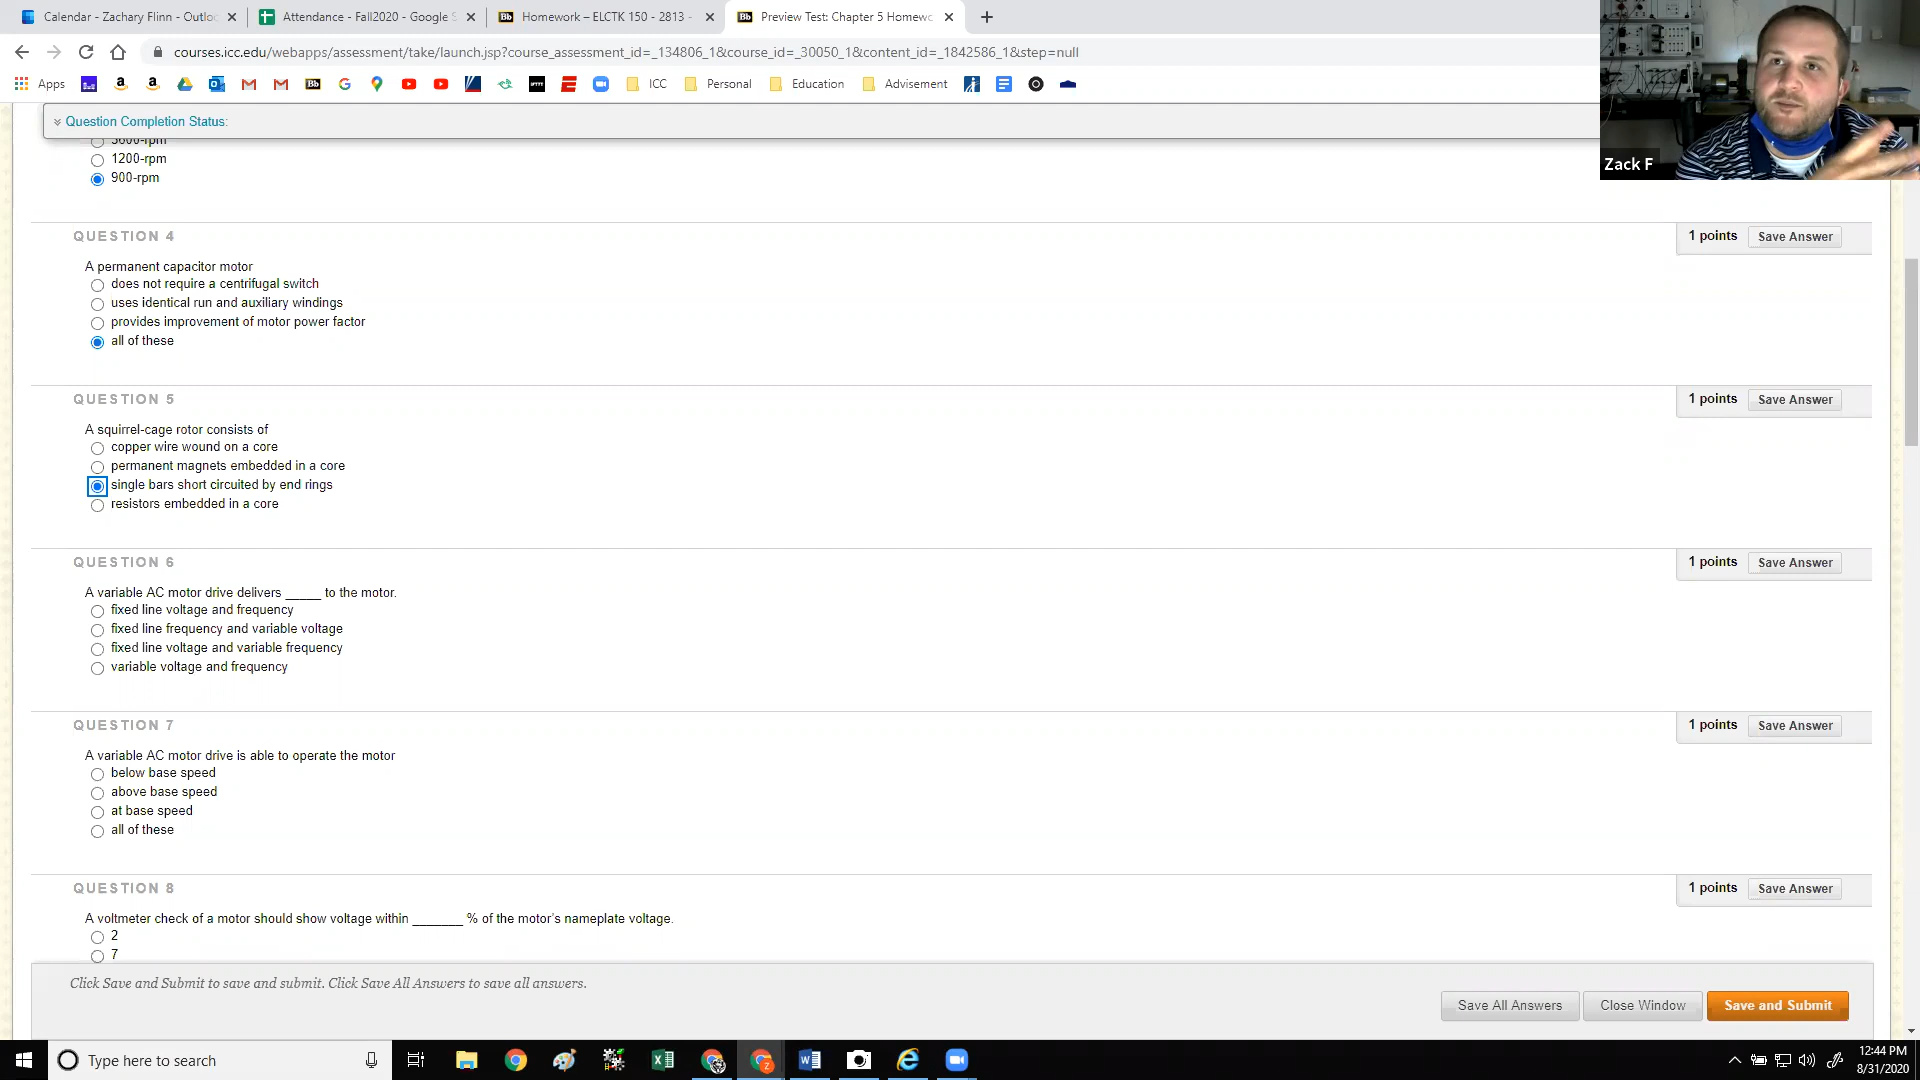 Calendar - Zachary Flinn - Outlo
Attendance - Fall2020 - Google S
Homework – ELCTK 150 - 2813 -
Preview Test: Chapter 5 Homewo
courses.icc.edu/webapps/assessment/take/launch.jsp?course_assessment_id=_134806_1&course_id=_30050_1&content_id=_1842586_1&step=null
Apps
ICC
Personal
Education
Advisement
Question Completion Status:
Zack F
3600-rpm
1200-rpm
900-rpm
QUESTION 4
1 points Save Answer
A permanent capacitor motor
does not require a centrifugal switch
uses identical run and auxiliary windings
provides improvement of motor power factor
all of these
QUESTION 5
1 points Save Answer
A squirrel-cage rotor consists of
copper wire wound on a core
permanent magnets embedded in a core
single bars short circuited by end rings
resistors embedded in a core
QUESTION 6
1 points Save Answer
A variable AC motor drive delivers _____ to the motor.
fixed line voltage and frequency
fixed line frequency and variable voltage
fixed line voltage and variable frequency
variable voltage and frequency
QUESTION 7
1 points Save Answer
A variable AC motor drive is able to operate the motor
below base speed
above base speed
at base speed
all of these
QUESTION 8
1 points Save Answer
A voltmeter check of a motor should show voltage within _______ % of the motor's nameplate voltage.
2
7
Click Save and Submit to save and submit. Click Save All Answers to save all answers.
Save All Answers Close Window Save and Submit
Type here to search
12:44 PM
8/31/2020